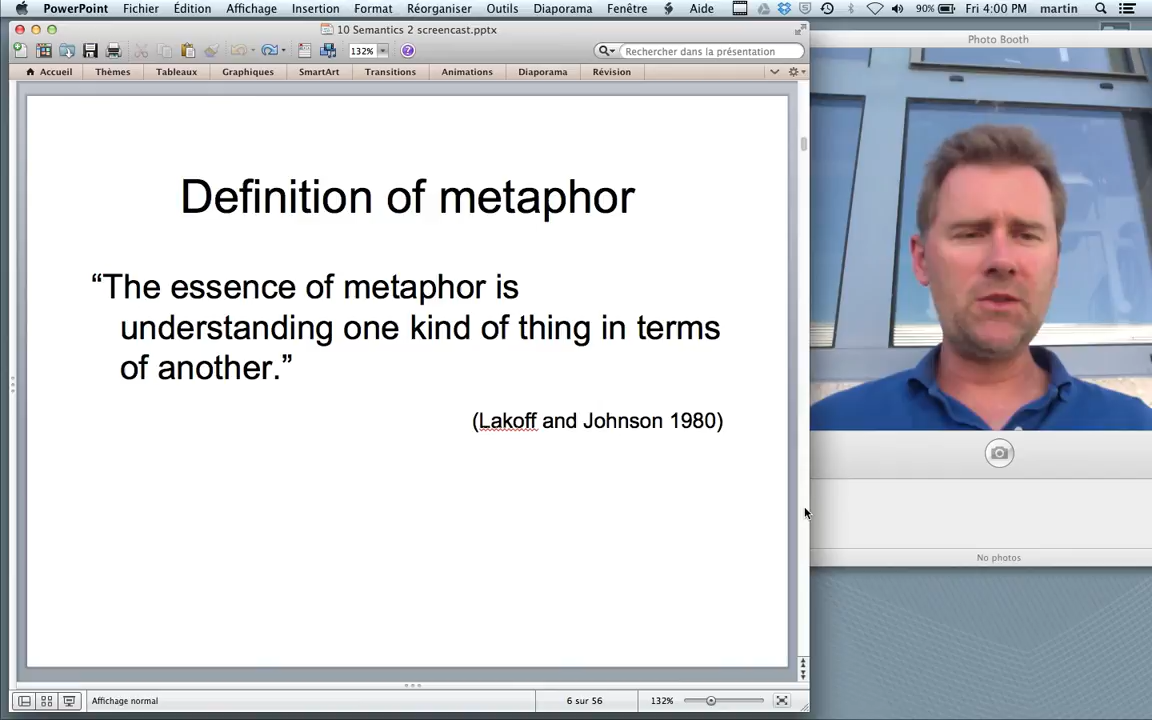 PowerPoint Fichier Édition Affichage Insertion Format Réorganiser Outils Diaporama Fenêtre Aide 90% Fri 4:00 PM martin
10 Semantics 2 screencast.pptx
132% Rechercher dans la présentation
Accueil Thèmes Tableaux Graphiques SmartArt Transitions Animations Diaporama Révision
Photo Booth
Definition of metaphor
“The essence of metaphor is
understanding one kind of thing in terms
of another.”
(Lakoff and Johnson 1980)
No photos
Affichage normal 6 sur 56 132%